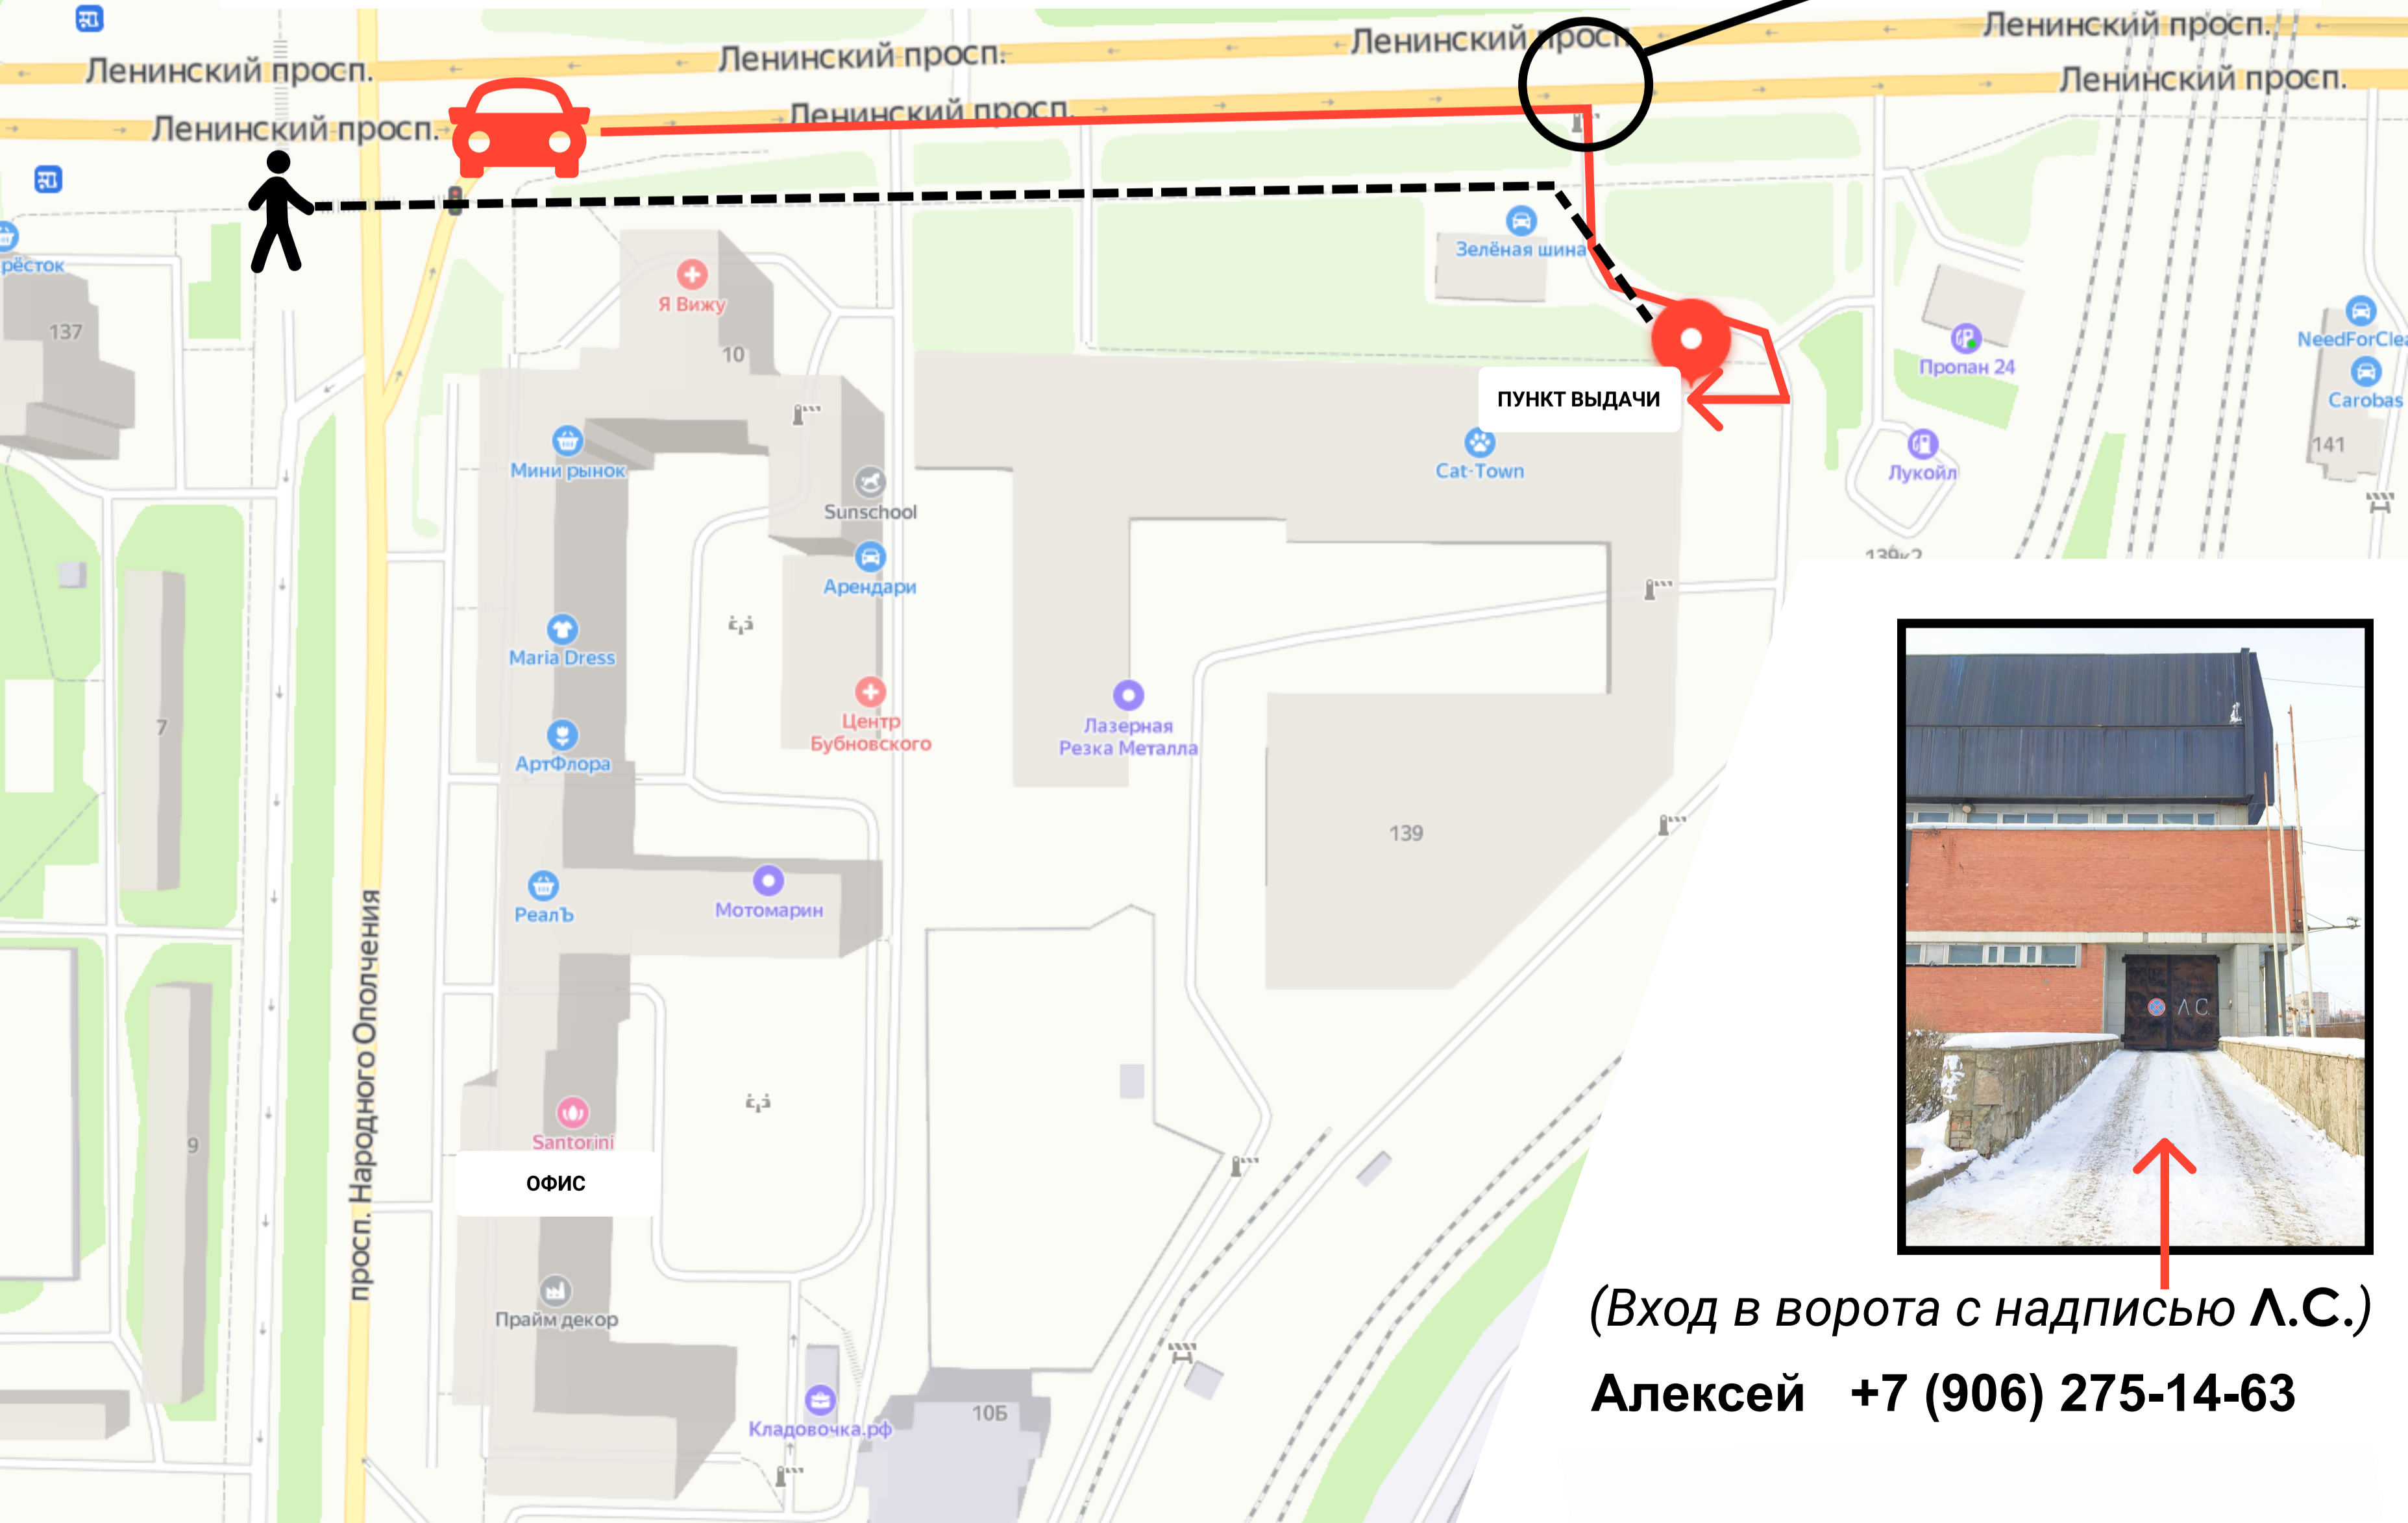 Ленинский просп.
Ленинский просп.
Ленинский просп.
Ленинский просп.
Ленинский просп.
Ленинский просп.
Ленинский просп.
рёсток
137
Я Вижу
10
Зелёная шина
Пропан 24
NeedForClea
Carobas
141
ПУНКТ ВЫДАЧИ
Cat-Town
Лукойл
139к2
Мини рынок
Sunschool
Арендари
Maria Dress
7
Центр
Бубновского
Лазерная
Резка Металла
АртФлора
139
РеалЪ
Мотомарин
просп. Народного Ополчения
9
Santorini
ОФИС
Прайм декор
Кладовочка.рф
10Б
Л С
(Вход в ворота с надписью Л.С.)
Алексей +7 (906) 275-14-63